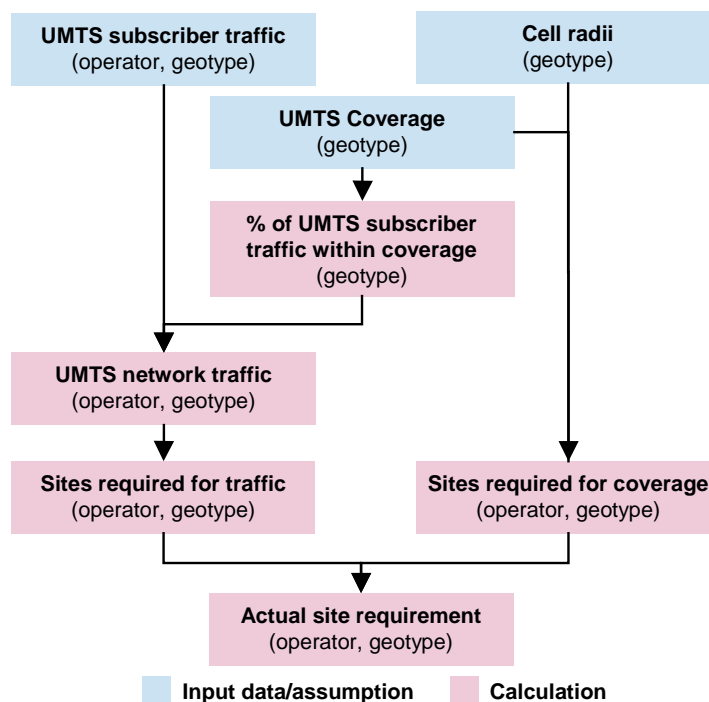 UMTS subscriber traffic
(operator, geotype)
Cell radii
(geotype)
UMTS Coverage
(geotype)
% of UMTS subscriber
traffic within coverage
(geotype)
UMTS network traffic
(operator, geotype)
Sites required for traffic
(operator, geotype)
Sites required for coverage
(operator, geotype)
Actual site requirement
(operator, geotype)
Input data/assumption
Calculation